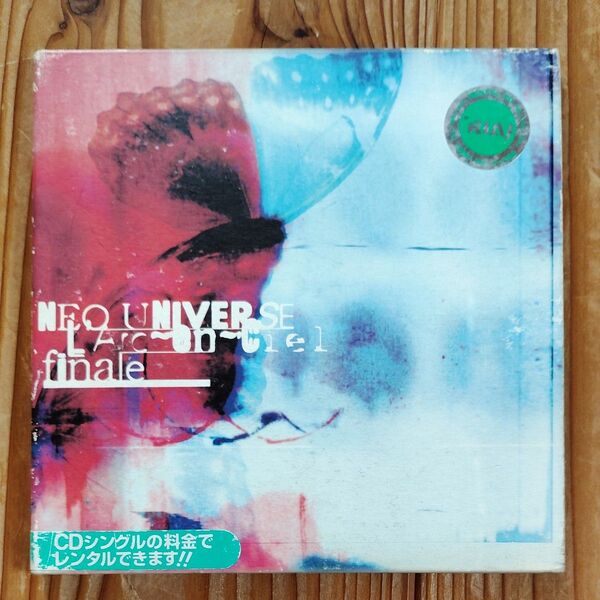 NEO UNIVERSE
L'Arc~en~Ciel
finale
CDシングルの料金で
レンタルできます!!